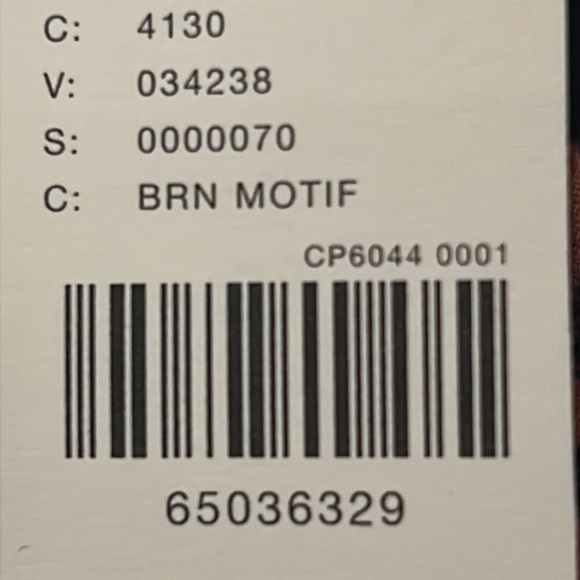 C: 4130
V: 034238
S: 0000070
C: BRN MOTIF
CP6044 0001
65036329